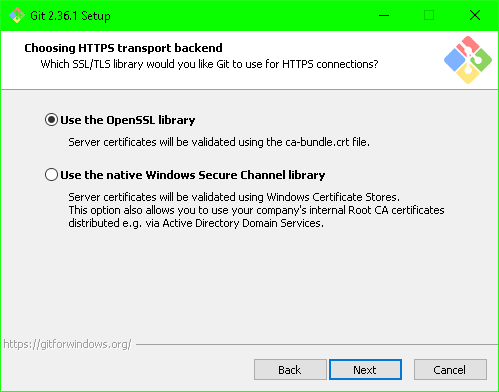 Git 2.36.1 Setup
Choosing HTTPS transport backend
Which SSL/TLS library would you like Git to use for HTTPS connections?
Use the OpenSSL library
Server certificates will be validated using the ca-bundle.crt file.
Use the native Windows Secure Channel library
Server certificates will be validated using Windows Certificate Stores.
This option also allows you to use your company's internal Root CA certificates
distributed e.g. via Active Directory Domain Services.
https://gitforwindows.org/
Back
Next
Cancel